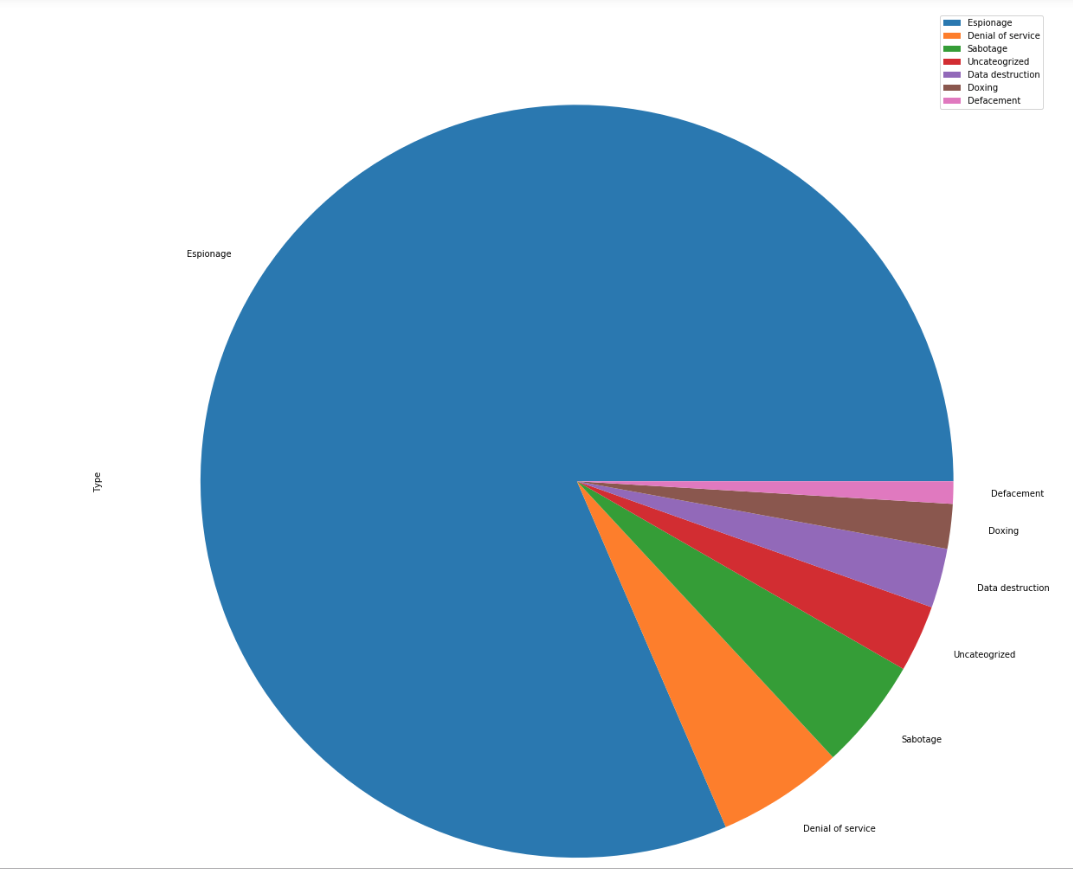 Espionage
Denial of service
Sabotage
Uncateogrized
Data destruction
Doxing
Defacement
Espionage
Type
Defacement
Doxing
Data destruction
Uncateogrized
Sabotage
Denial of service